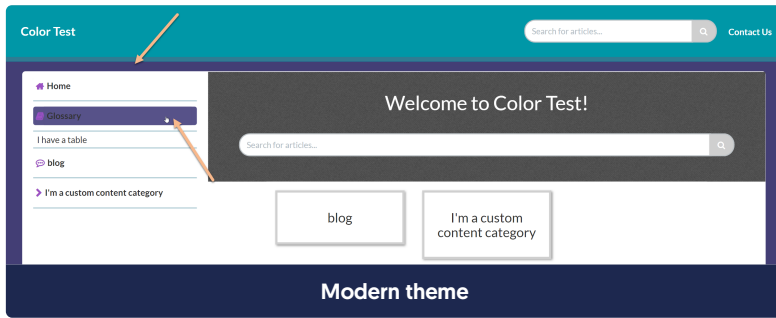 Color Test
Search for articles...
Contact Us
Home
Glossary
I have a table
blog
I'm a custom content category
Welcome to Color Test!
Search for articles...
blog
I'm a custom
content category
Modern theme